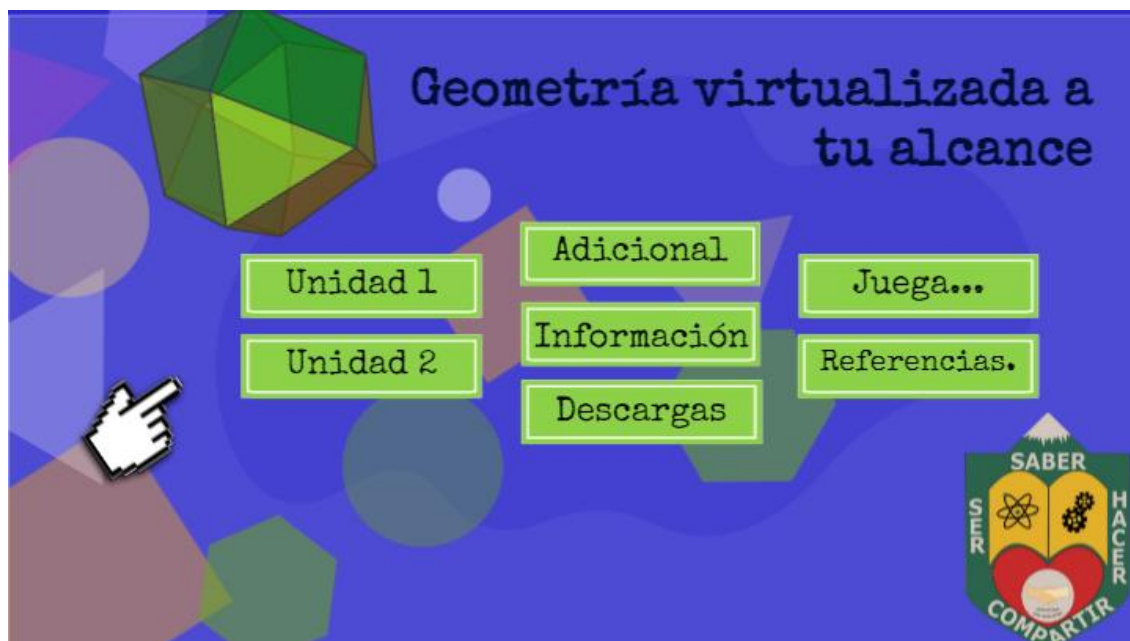 Geometría virtualizada a
tu alcance
Unidad 1
Unidad 2
Adicional
Información
Descargas
Juega...
Referencias.
SABER
SER
HACER
COMPARTIR